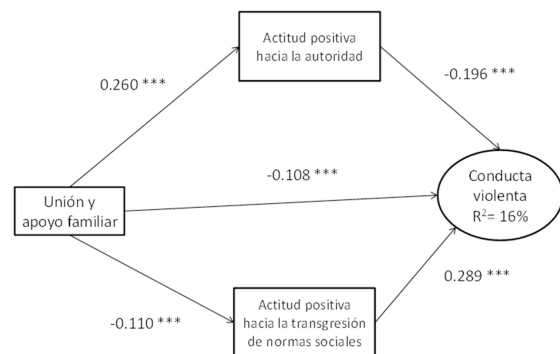 Actitud positiva
hacia la autoridad
0.260 ***
-0.196 ***
-0.108 ***
Unión y
apoyo familiar
Conducta
violenta
R²= 16%
-0.110 ***
0.289 ***
Actitud positiva
hacia la transgresión
de normas sociales